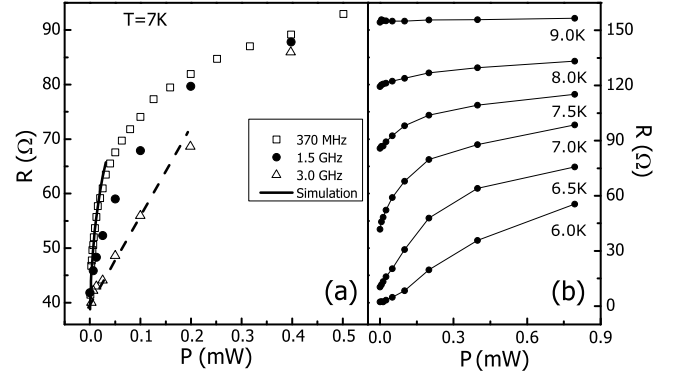 T=7K
90
80
70
60
50
40
R (Ω)
370 MHz
1.5 GHz
3.0 GHz
Simulation
(a)
0.0 0.1 0.2 0.3 0.4 0.5
P (mW)
9.0K
8.0K
7.5K
7.0K
6.5K
6.0K
(b)
150
120
90
60
30
0
R (Ω)
0.0 0.3 0.6 0.9
P (mW)